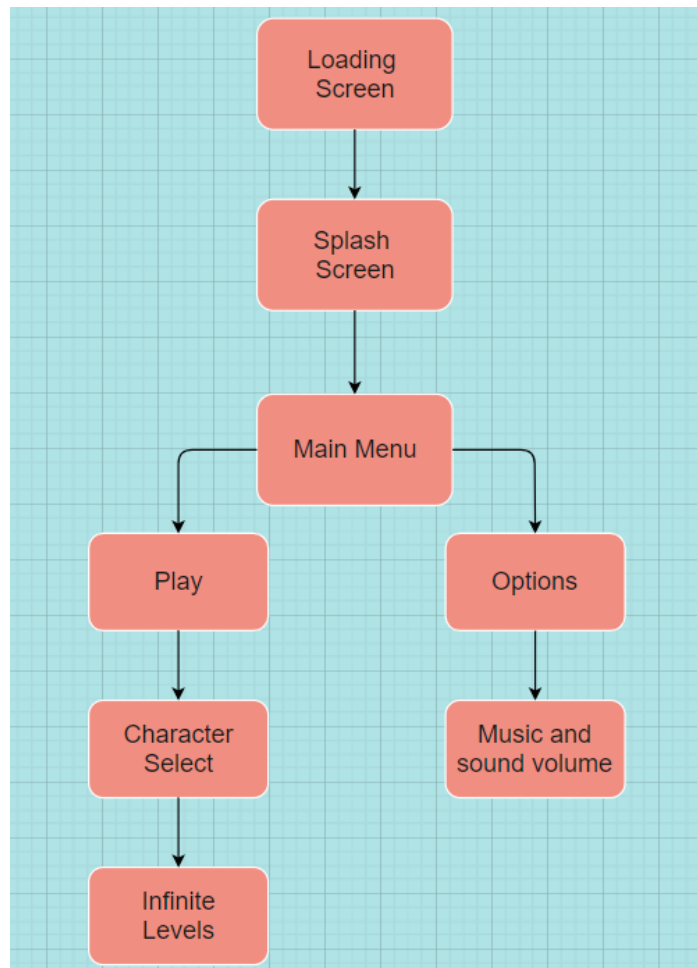 Loading
Screen
Splash
Screen
Main Menu
Play
Options
Character
Select
Music and
sound volume
Infinite
Levels